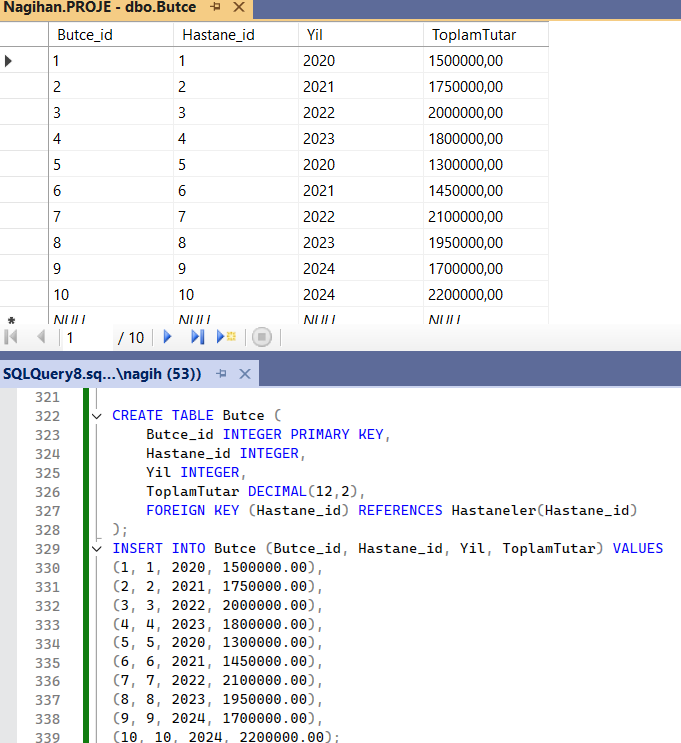 Nagihan.PROJE - dbo.Butce
Butce_id Hastane_id Yil ToplamTutar
1 1 2020 1500000,00
2 2 2021 1750000,00
3 3 2022 2000000,00
4 4 2023 1800000,00
5 5 2020 1300000,00
6 6 2021 1450000,00
7 7 2022 2100000,00
8 8 2023 1950000,00
9 9 2024 1700000,00
10 10 2024 2200000,00
NULL NULL NULL NULL
1 / 10
SQLQuery8.sq...\nagih (53))
321
322 CREATE TABLE Butce (
323 Butce_id INTEGER PRIMARY KEY,
324 Hastane_id INTEGER,
325 Yil INTEGER,
326 ToplamTutar DECIMAL(12,2),
327 FOREIGN KEY (Hastane_id) REFERENCES Hastaneler(Hastane_id)
328 );
329 INSERT INTO Butce (Butce_id, Hastane_id, Yil, ToplamTutar) VALUES
330 (1, 1, 2020, 1500000.00),
331 (2, 2, 2021, 1750000.00),
332 (3, 3, 2022, 2000000.00),
333 (4, 4, 2023, 1800000.00),
334 (5, 5, 2020, 1300000.00),
335 (6, 6, 2021, 1450000.00),
336 (7, 7, 2022, 2100000.00),
337 (8, 8, 2023, 1950000.00),
338 (9, 9, 2024, 1700000.00),
339 (10, 10, 2024, 2200000.00);